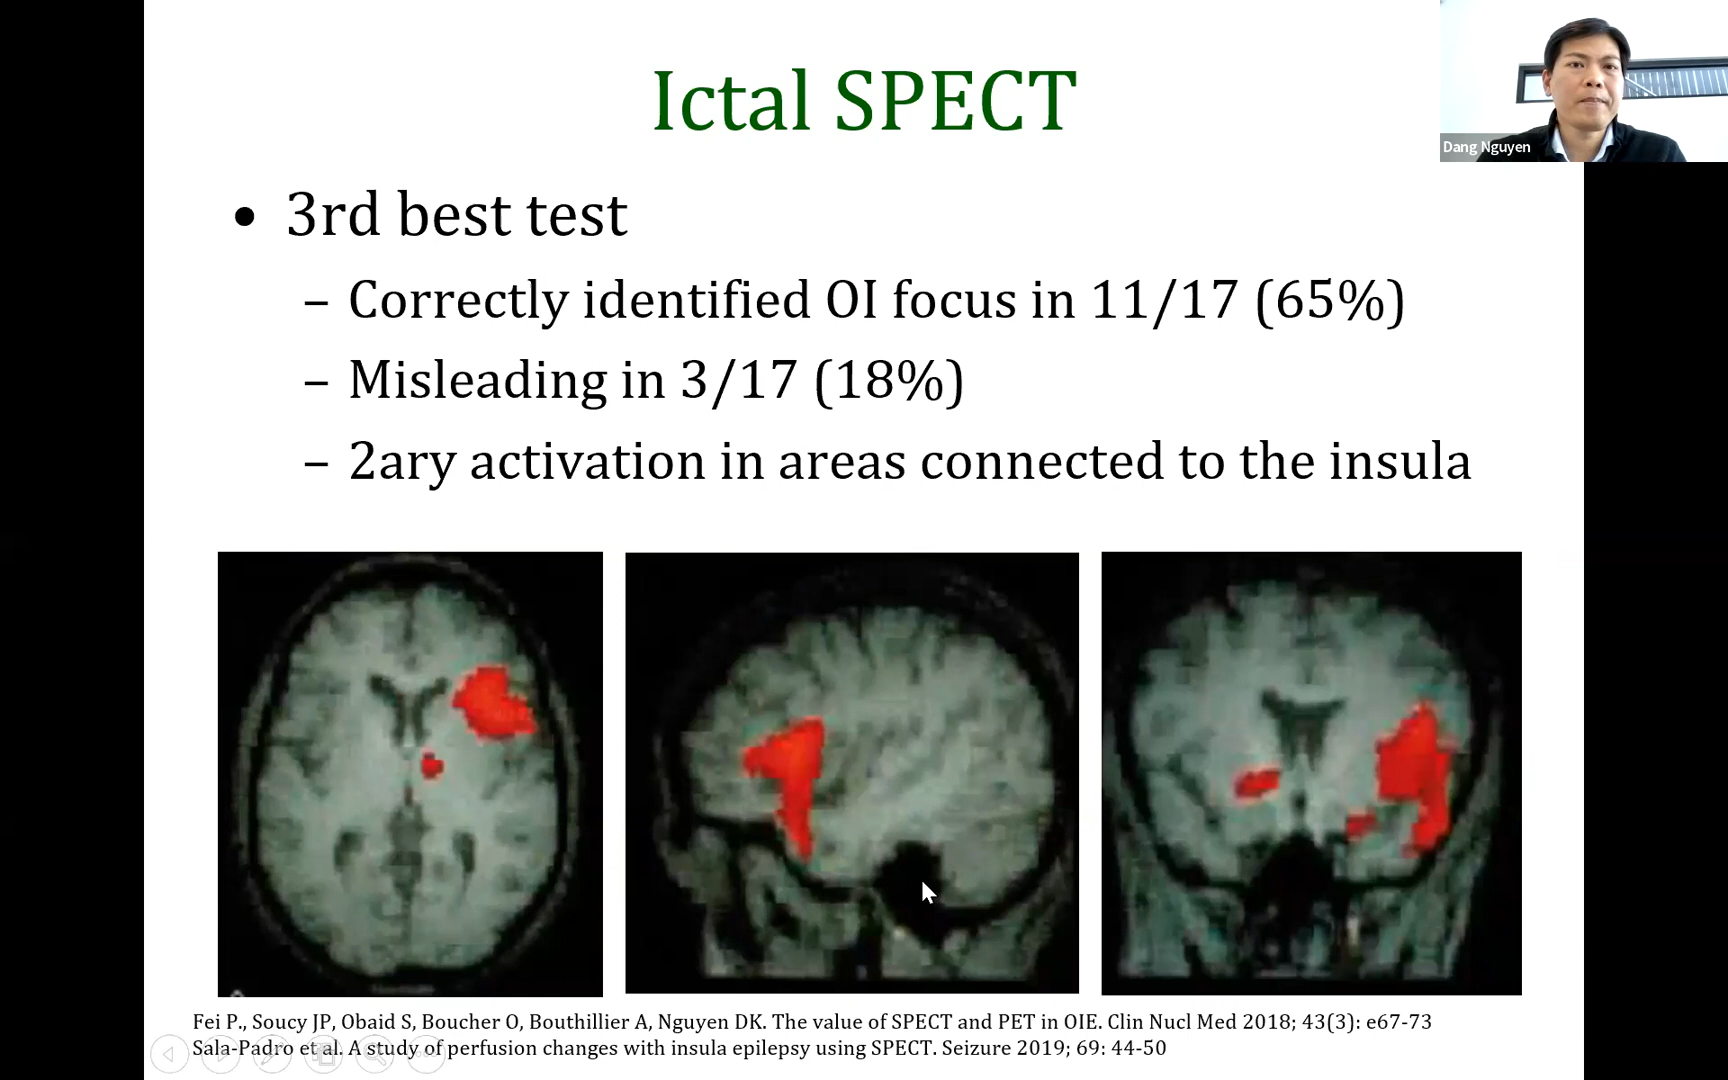 Ictal SPECT
Dang Nguyen
• 3rd best test
– Correctly identified OI focus in 11/17 (65%)
– Misleading in 3/17 (18%)
– 2ary activation in areas connected to the insula
Fei P., Soucy JP, Obaid S, Boucher O, Bouthillier A, Nguyen DK. The value of SPECT and PET in OIE. Clin Nucl Med 2018; 43(3): e67-73
Sala-Padro et al. A study of perfusion changes with insula epilepsy using SPECT. Seizure 2019; 69: 44-50